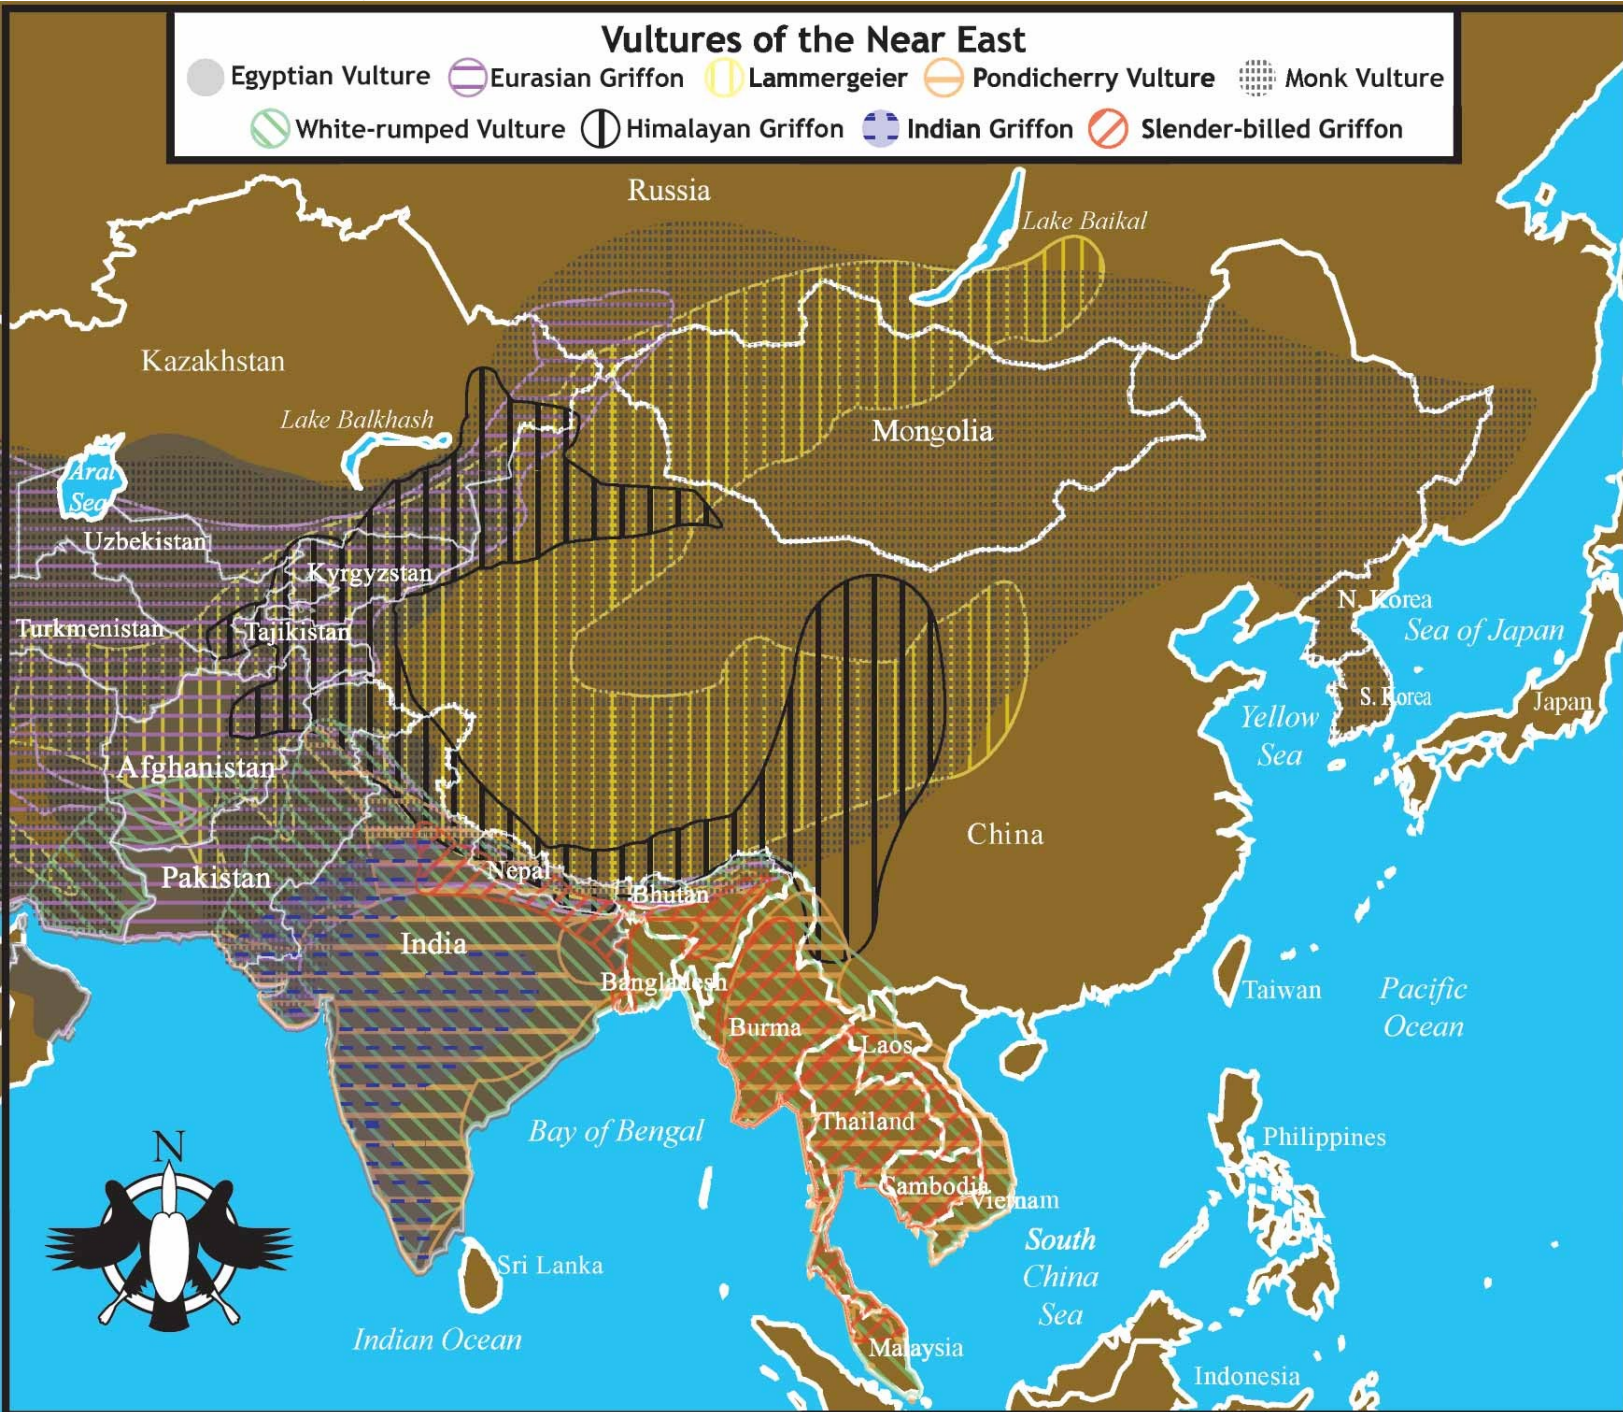 Vultures of the Near East
Egyptian Vulture Eurasian Griffon Lammergeier Pondicherry Vulture Monk Vulture
White-rumped Vulture Himalayan Griffon Indian Griffon Slender-billed Griffon
Russia
Lake Baikal
Kazakhstan
Lake Balkhash
Mongolia
Aral
Sea
Uzbekistan
Kyrgyzstan
N. Korea
Turkmenistan
Tajikistan
Sea of Japan
S. Korea
Japan
Yellow
Sea
Afghanistan
China
Pakistan
Nepal
Bhutan
India
Bangladesh
Taiwan
Pacific
Ocean
Burma
Laos
Thailand
Bay of Bengal
Philippines
N
Cambodia
Vietnam
South
China
Sea
Sri Lanka
Indian Ocean
Malaysia
Indonesia